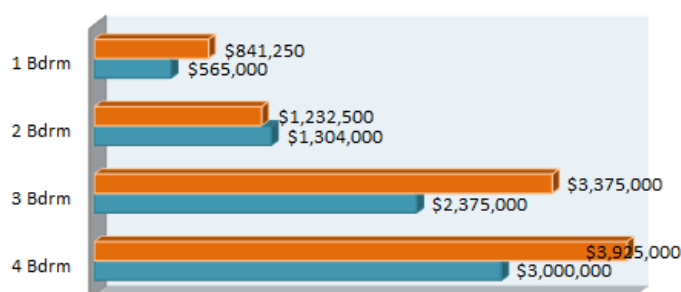 1 Bdrm
$841,250
$565,000
2 Bdrm
$1,232,500
$1,304,000
3 Bdrm
$3,375,000
$2,375,000
4 Bdrm
$3,925,000
$3,000,000